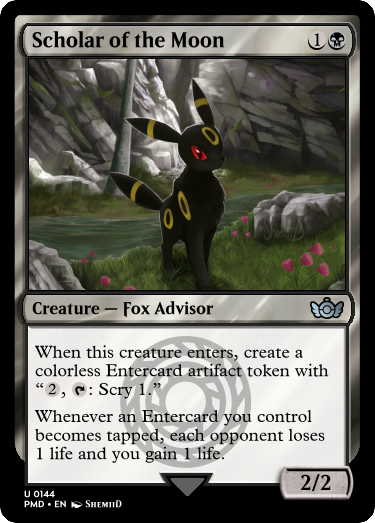 Scholar of the Moon 1
Creature — Fox Advisor
When this creature enters, create a
colorless Entercard artifact token with
“2, : Scry 1.”
Whenever an Entercard you control
becomes tapped, each opponent loses
1 life and you gain 1 life.
2/2
U 0144
PMD • EN ShemiiD